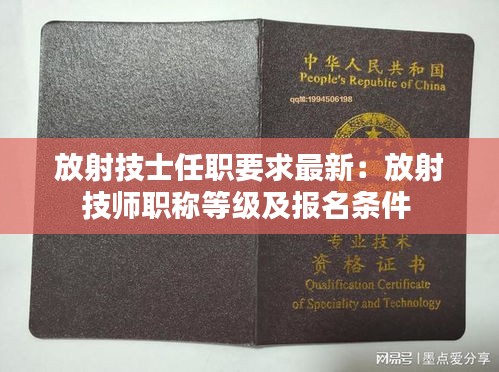 中华人民共和国
People's Republic of China
qq加:1994506198
放射技士任职要求最新：放射
技师职称等级及报名条件
专业技术
资格证书
Qualification Certificate
of Speciality and Technology
网易号 | 墨点爱分享